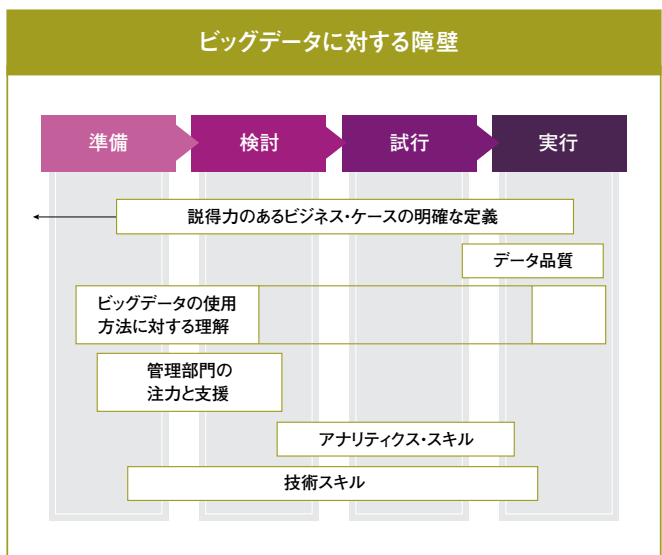 ビッグデータに対する障壁
準備
検討
試行
実行
説得力のあるビジネス・ケースの明確な定義
データ品質
ビッグデータの使用
方法に対する理解
管理部門の
注力と支援
アナリティクス・スキル
技術スキル